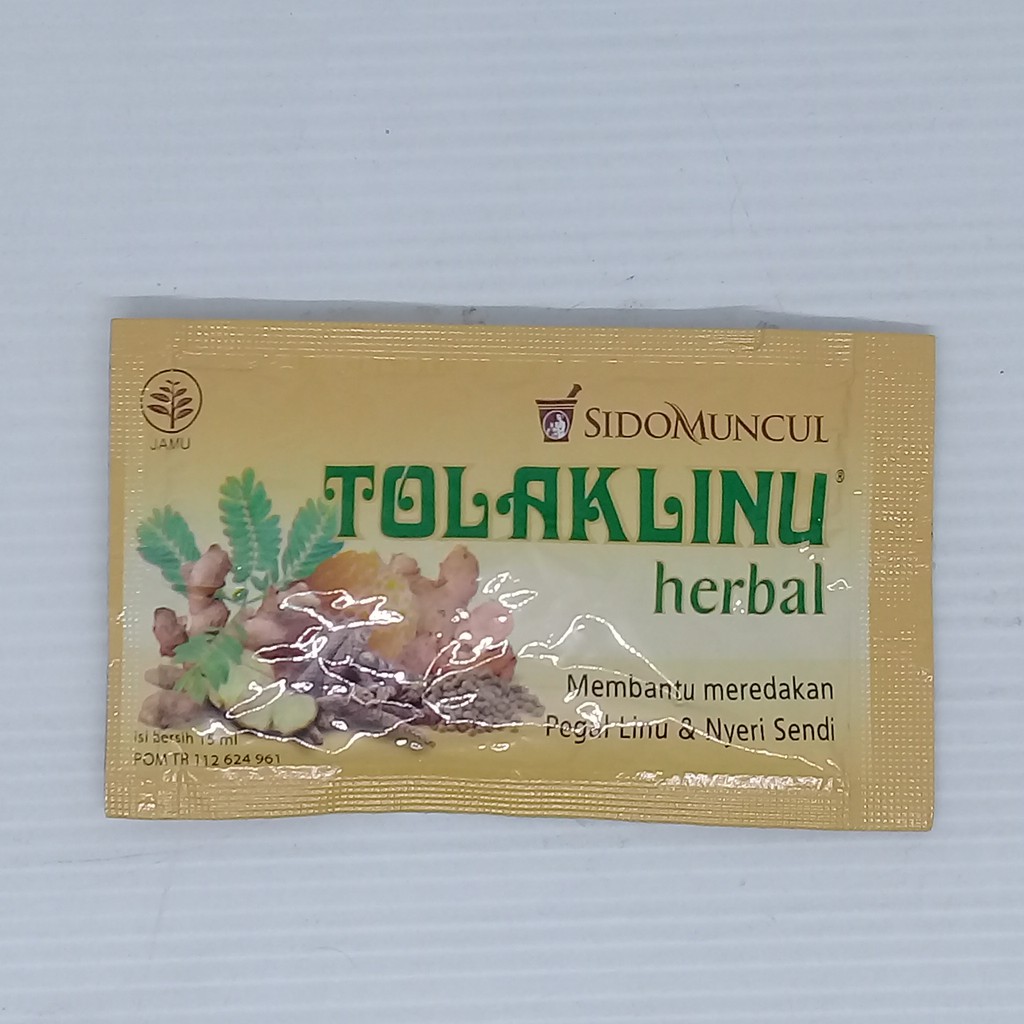 JAMU
SIDOMUNCUL
TOLAKLINU®
herbal
Membantu meredakan
Pegal Linu & Nyeri Sendi
Isi bersih 15 ml
POM TR 112 624 961